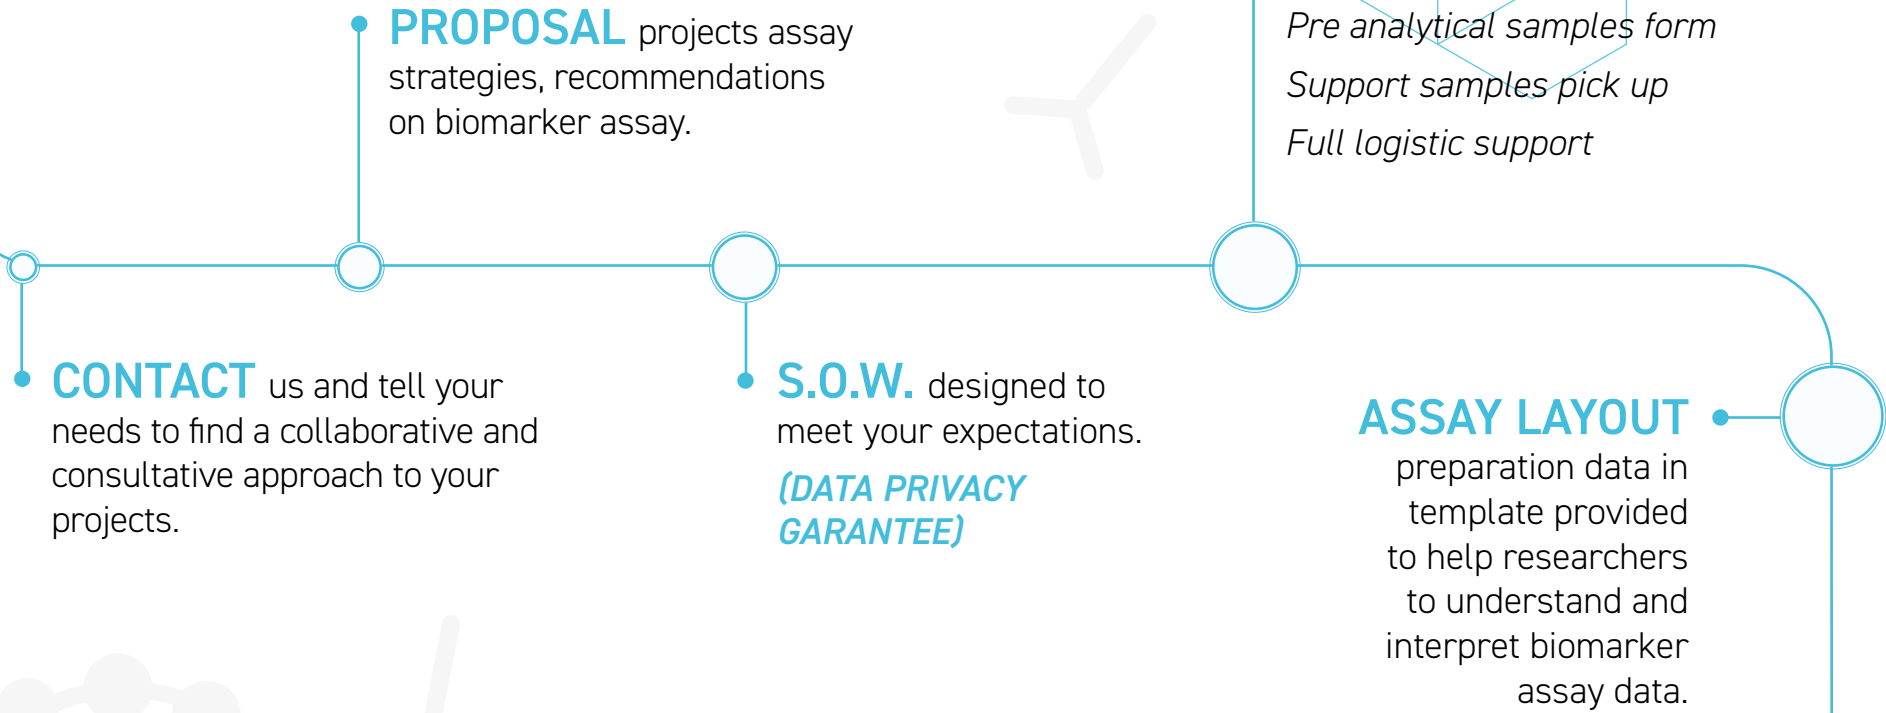 PROPOSAL projects assay
strategies, recommendations
on biomarker assay.
Pre analytical samples form
Support samples pick up
Full logistic support
CONTACT us and tell your
needs to find a collaborative and
consultative approach to your
projects.
S.O.W. designed to
meet your expectations.
(DATA PRIVACY
GARANTEE)
ASSAY LAYOUT
preparation data in
template provided
to help researchers
to understand and
interpret biomarker
assay data.